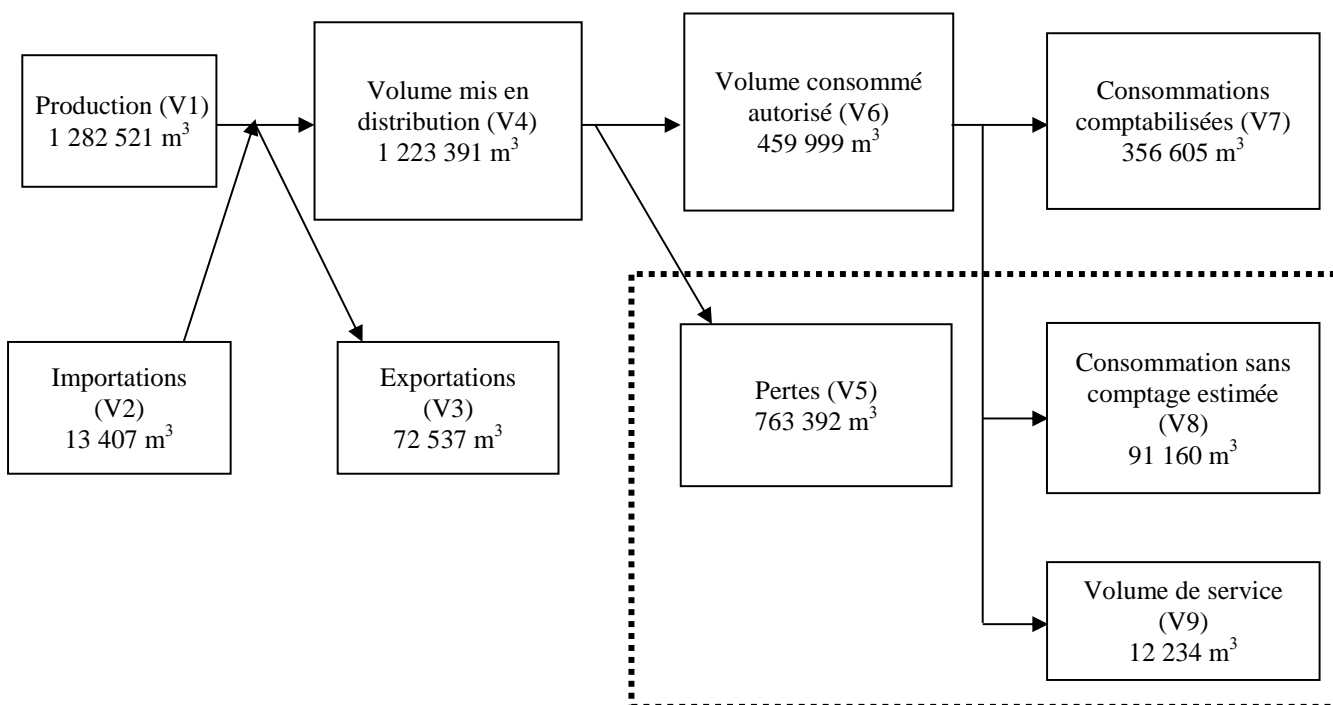 Production (V1)
1 282 521 m³
Volume mis en
distribution (V4)
1 223 391 m³
Volume consommé
autorisé (V6)
459 999 m³
Consommations
comptabilisées (V7)
356 605 m³
Importations
(V2)
13 407 m³
Exportations
(V3)
72 537 m³
Pertes (V5)
763 392 m³
Consommation sans
comptage estimée
(V8)
91 160 m³
Volume de service
(V9)
12 234 m³